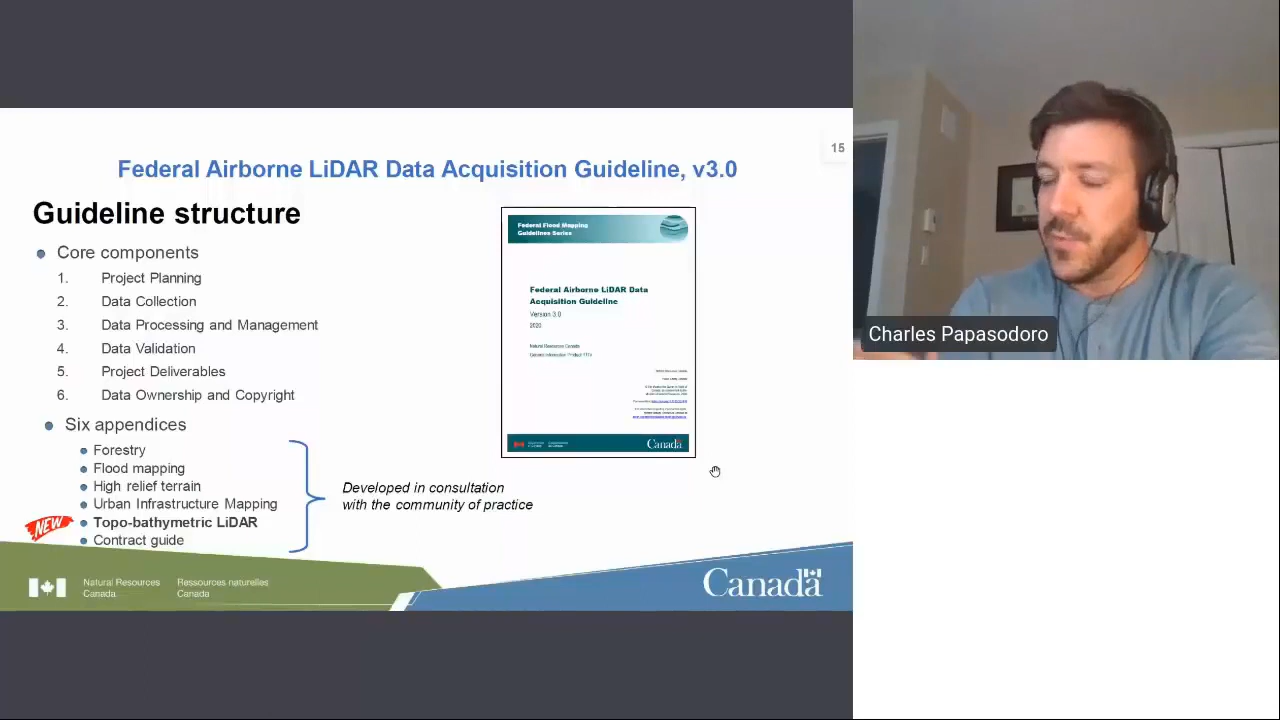 15
Federal Airborne LiDAR Data Acquisition Guideline, v3.0
Guideline structure
Core components
1. Project Planning
2. Data Collection
3. Data Processing and Management
4. Data Validation
5. Project Deliverables
6. Data Ownership and Copyright
Six appendices
Forestry
Flood mapping
High relief terrain
Urban Infrastructure Mapping
NEW
Topo-bathymetric LiDAR
Contract guide
Developed in consultation
with the community of practice
Federal Flood Mapping
Guidelines Series
Federal Airborne LiDAR Data
Acquisition Guideline
Version 3.0
2020
Natural Resources Canada
Canada
Natural Resources
Canada
Ressources naturelles
Canada
Canada
Charles Papasodoro